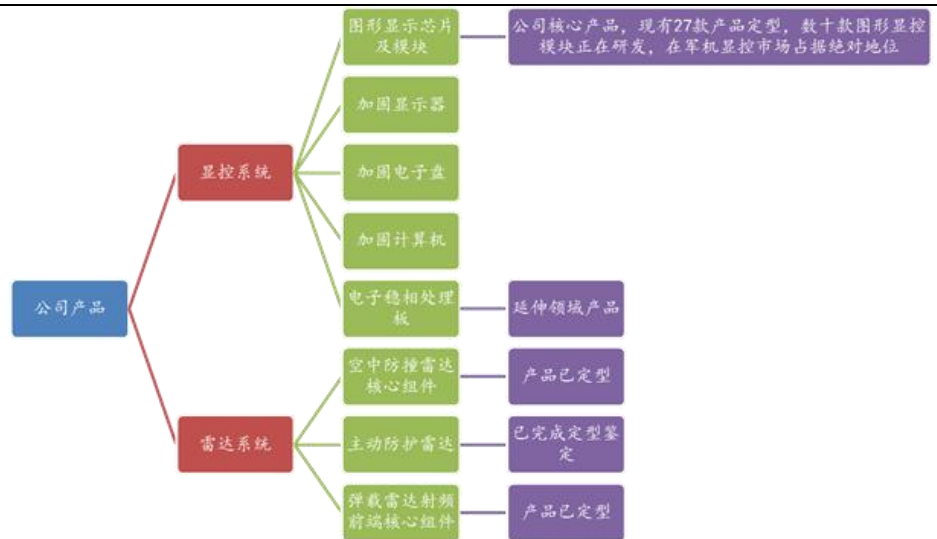 图形显示芯片
及模块
公司核心产品，现有27款产品定型，数十款图形显控
模块正在研发，在军机显控市场占据绝对地位
加固显示器
显控系统
加固电子盘
加固计算机
公司产品
电子稳相处理
板
延伸领域产品
空中防撞雷达
核心组件
产品已定型
雷达系统
主动防护雷达
已完成定型鉴
定
弹载雷达射频
前端核心组件
产品已定型